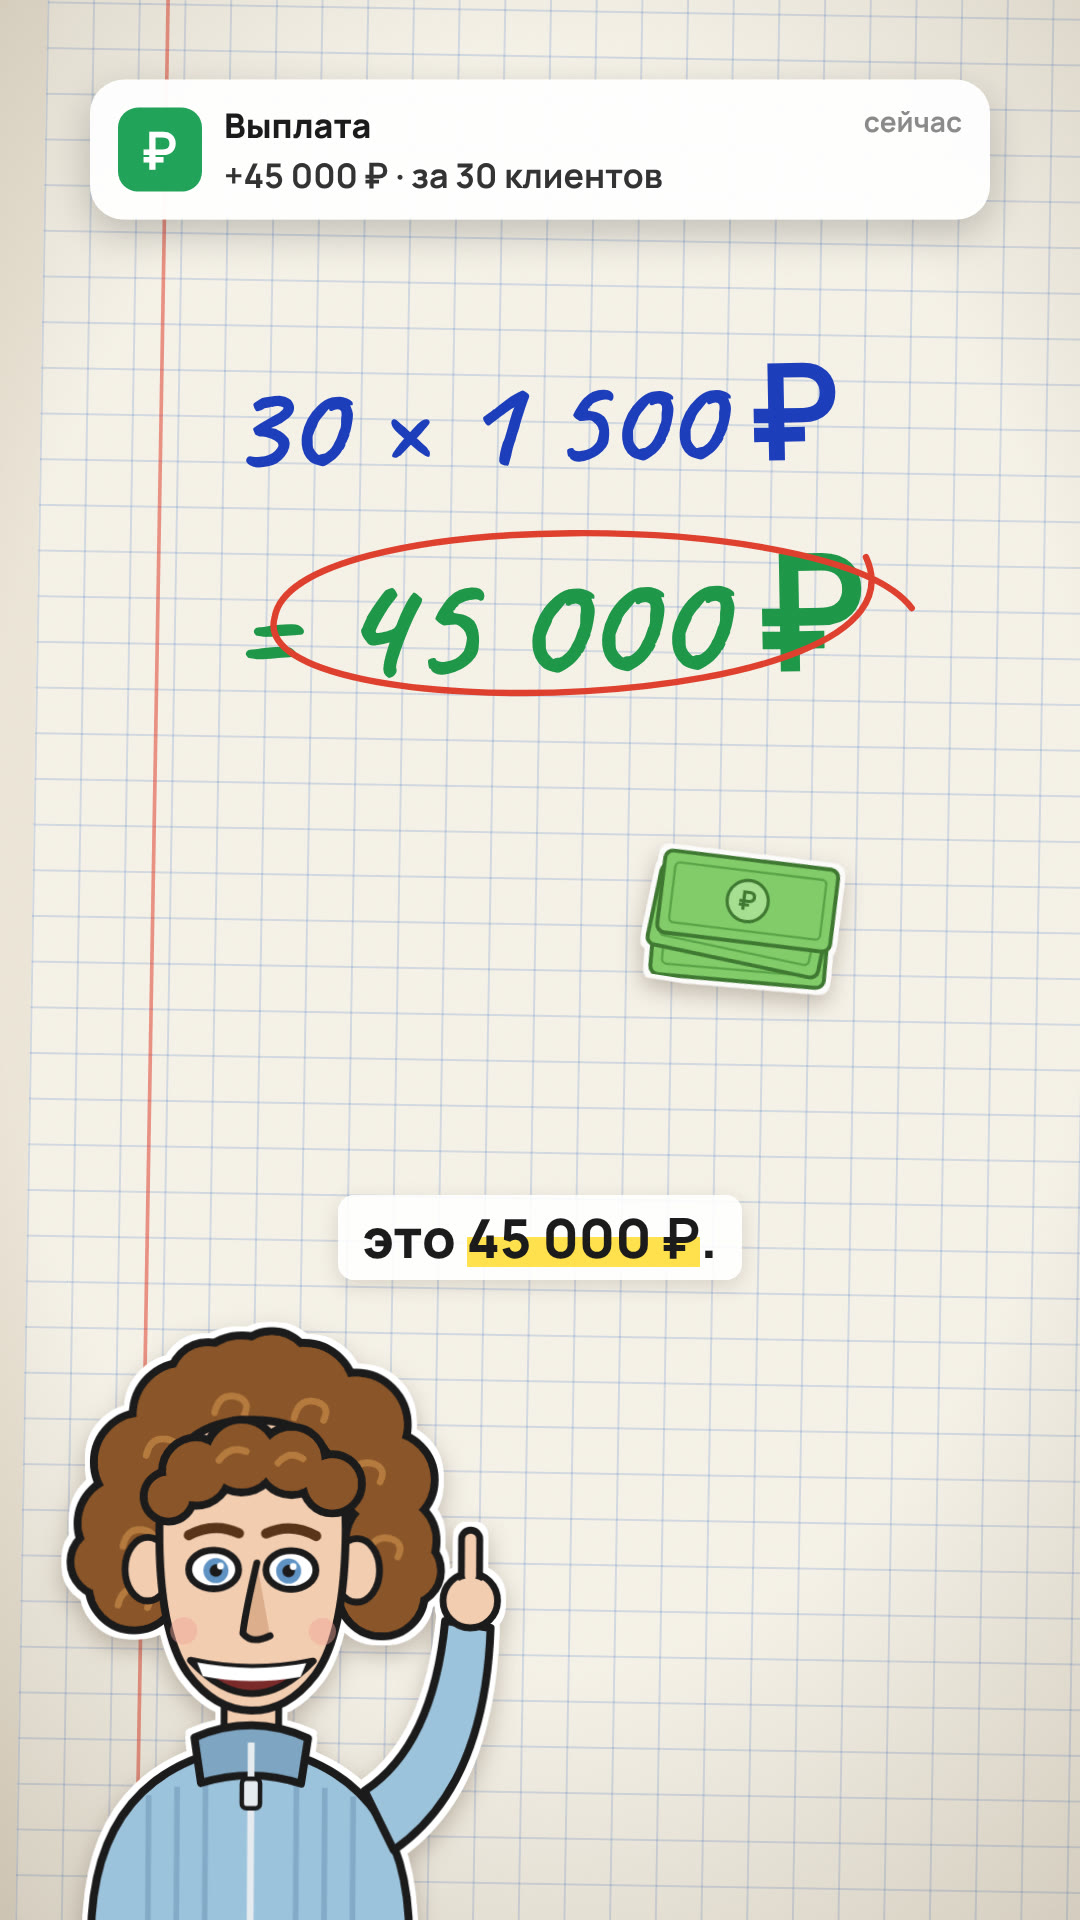 ₽
Выплата
сейчас
+45 000 ₽ · за 30 клиентов
30 × 1 500 ₽
= 45 000 ₽
₽
это 45 000 ₽.